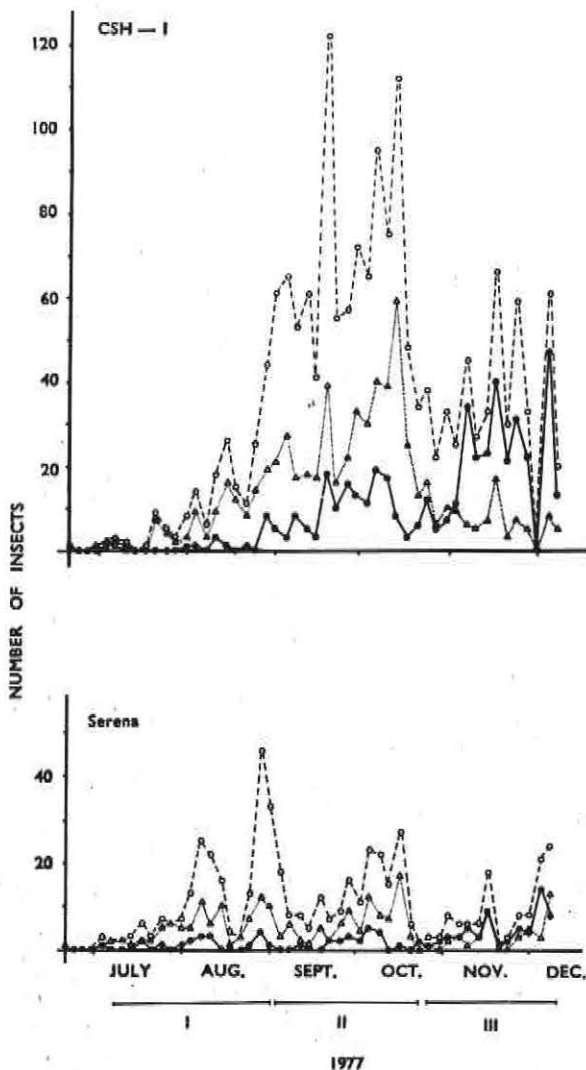 CSH — I
120
100
80
60
40
20
NUMBER OF INSECTS
Serena
40
20
JULY AUG. SEPT. OCT. NOV. DEC.
I II III
1977